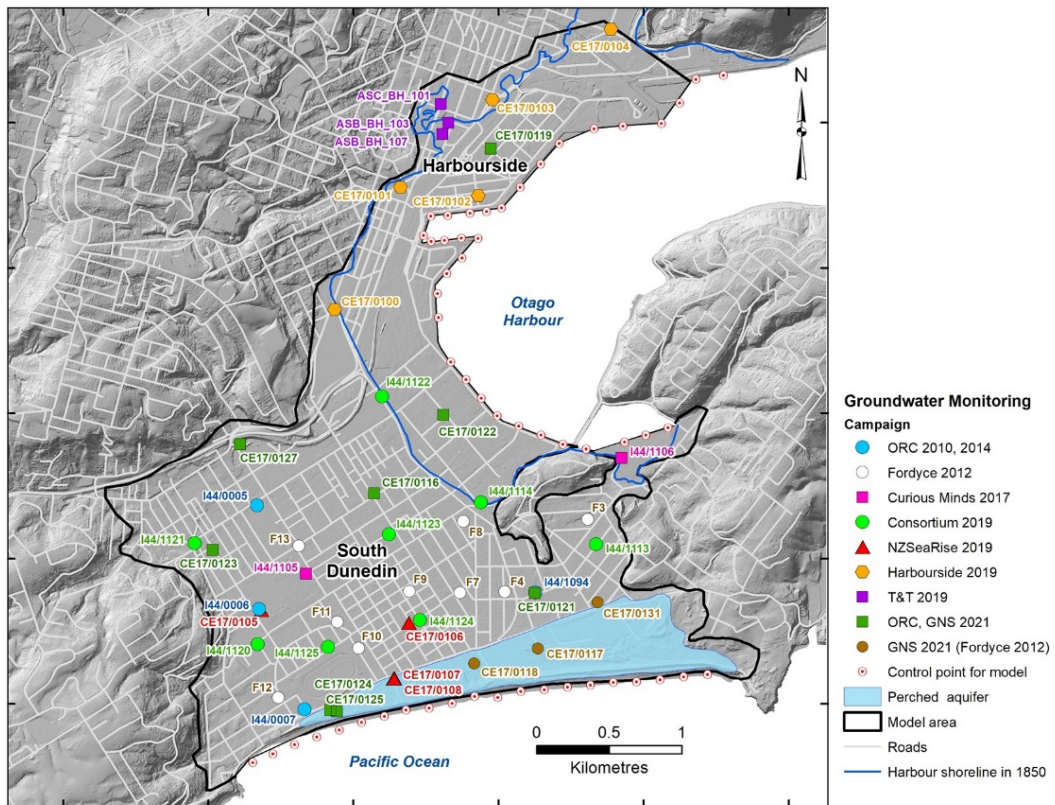 CE17/0104
N
ASC_BH_101
CE17/0103
ASB_BH_103
ASB_BH_107
CE17/0119
Harbourside
CE17/0101
CE17/0102
CE17/0100
Otago
Harbour
I44/1122
CE17/0122
CE17/0127
I44/1106
CE17/0116
I44/1114
I44/0005
F3
F8
I44/1123
I44/1121
F13
I44/1113
CE17/0123
South
Dunedin
I44/1105
F9
F7
F4
I44/1094
I44/0006
CE17/0121
CE17/0105
F11
I44/1124
CE17/0131
CE17/0106
F10
I44/1120
I44/1125
CE17/0117
CE17/0118
CE17/0124
CE17/0107
F12
CE17/0125
CE17/0108
I44/0007
0 0.5 1
Kilometres
Pacific Ocean
Groundwater Monitoring
Campaign
ORC 2010, 2014
Fordyce 2012
Curious Minds 2017
Consortium 2019
NZSeaRise 2019
Harbourside 2019
T&T 2019
ORC, GNS 2021
GNS 2021 (Fordyce 2012)
Control point for model
Perched aquifer
Model area
Roads
Harbour shoreline in 1850